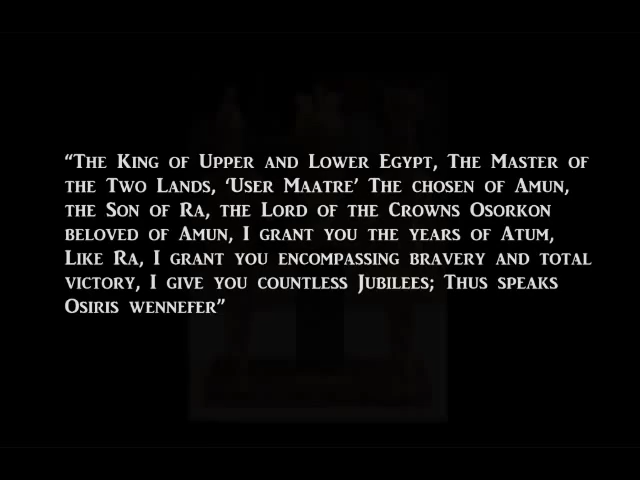 “The King of Upper and Lower Egypt, The Master of
the Two Lands, ‘User Maatre’ The chosen of Amun,
the Son of Ra, the Lord of the Crowns Osorkon
beloved of Amun, I grant you the years of Atum,
Like Ra, I grant you encompassing bravery and total
victory, I give you countless Jubilees; Thus speaks
Osiris wennefer”